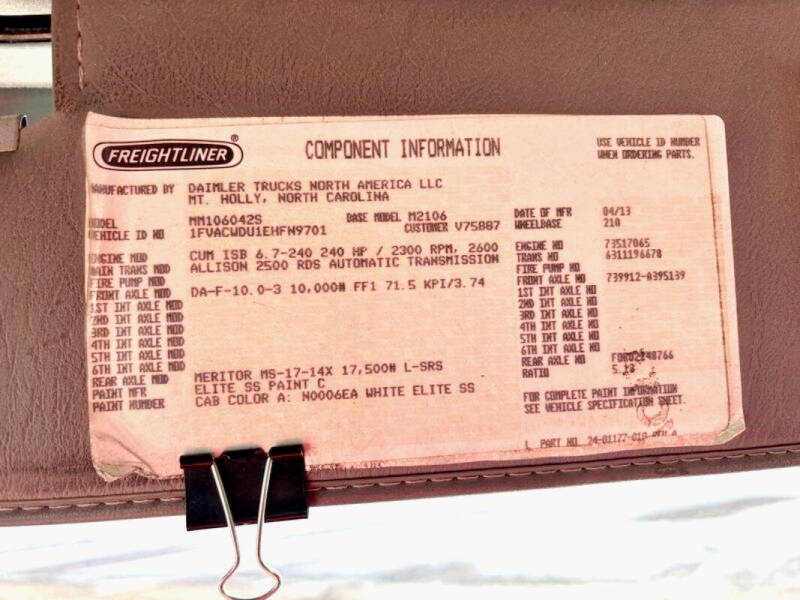 FREIGHTLINER ®
COMPONENT INFORMATION
USE VEHICLE ID NUMBER
WHEN ORDERING PARTS.
MANUFACTURED BY DAIMLER TRUCKS NORTH AMERICA LLC
MT. HOLLY, NORTH CAROLINA
MODEL MM106042S BASE MODEL M2106 DATE OF MFR 04/13
VEHICLE ID NO 1FVACWDU1EHFN9701 CUSTOMER V75887 WHEELBASE 210
ENGINE MOD CUM ISB 6.7-240 240 HP / 2300 RPM, 2600 ENGINE NO 73517065
MAIN TRANS MOD ALLISON 2500 RDS AUTOMATIC TRANSMISSION TRANS NO 6311196678
FIRE PUMP MOD FIRE PUMP NO
FRONT AXLE MOD DA-F-10.0-3 10,000# FF1 71.5 KPI/3.74 FRONT AXLE NO 739912-A395139
1ST INT AXLE MOD 1ST INT AXLE NO
2ND INT AXLE MOD 2ND INT AXLE NO
3RD INT AXLE MOD 3RD INT AXLE NO
4TH INT AXLE MOD 4TH INT AXLE NO
5TH INT AXLE MOD 5TH INT AXLE NO
6TH INT AXLE MOD 6TH INT AXLE NO
REAR AXLE MOD MERITOR MS-17-14X 17,500# L-SRS REAR AXLE NO
PAINT MFR ELITE SS PAINT C RATIO
PAINT NUMBER CAB COLOR A: N0006EA WHITE ELITE SS
FOR COMPLETE PAINT INFORMATION
SEE VEHICLE SPECIFICATION SHEET.
L PART NO. 24-01177-010